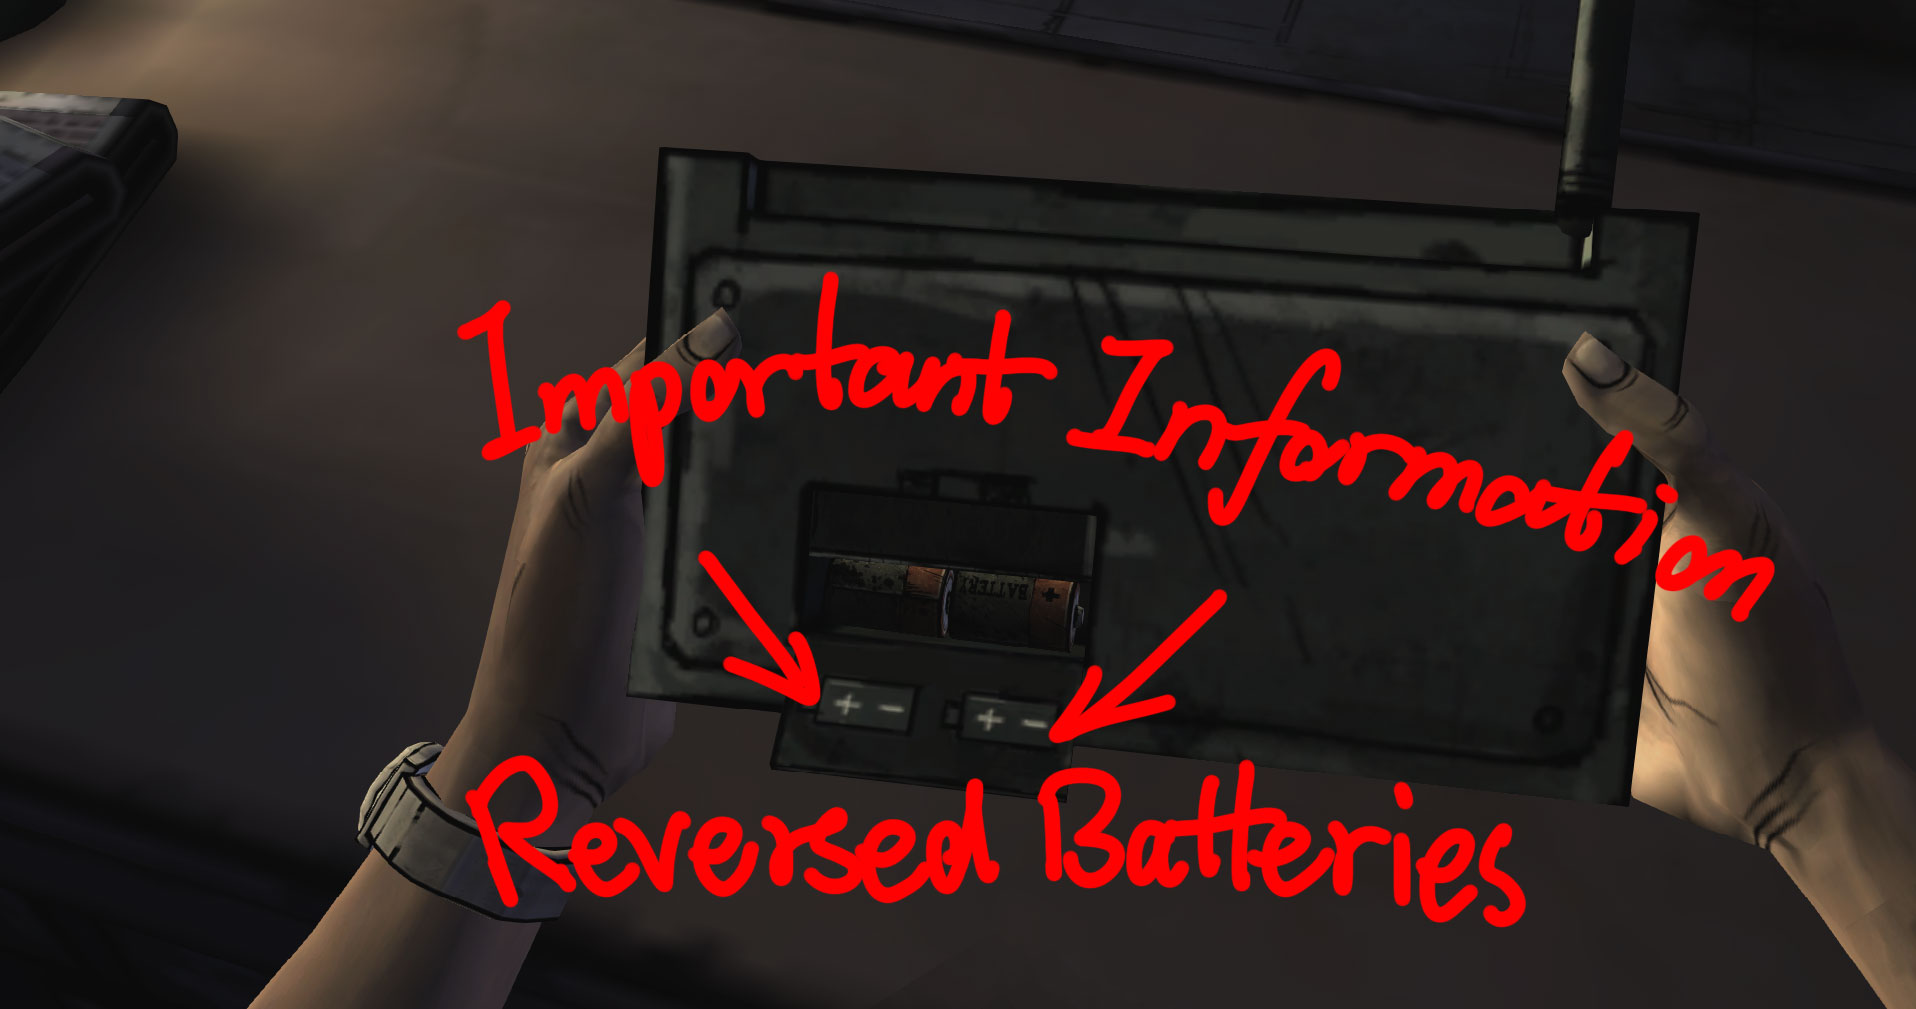 Important Information
BATTERY +
+ - + -
Reversed Batteries